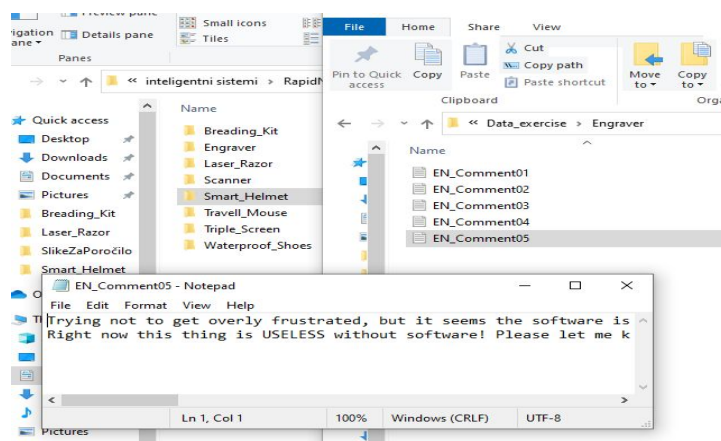 Preview pane
Details pane
Panes
Small icons
Tiles
« inteligentni sistemi >
Quick access
Desktop
Downloads
Documents
Pictures
Breading_Kit
Laser_Razor
SlikeZaPoročilo
Smart_Helmet
Pictures
Name
Breading_Kit
Engraver
Laser_Razor
Scanner
Smart_Helmet
Travell_Mouse
Triple_Screen
Waterproof_Shoes
File Home Share View
Pin to Quick
access
Copy
Paste
Cut
Copy path
Paste shortcut
Move
to
Copy
to
Clipboard
« Data_exercise > Engraver
Name
EN_Comment01
EN_Comment02
EN_Comment03
EN_Comment04
EN_Comment05
EN_Comment05 - Notepad
File Edit Format View Help
Trying not to get overly frustrated, but it seems the software is
Right now this thing is USELESS without software! Please let me k
Ln 1, Col 1 100% Windows (CRLF) UTF-8